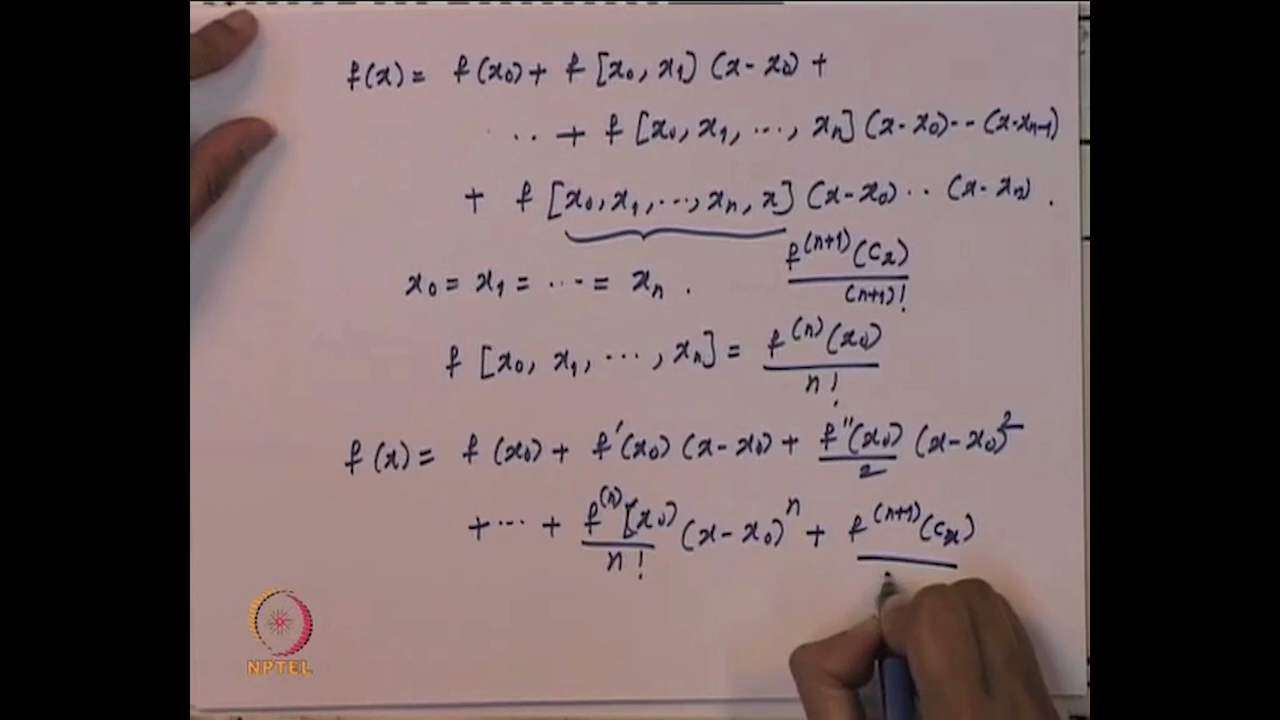 f(x) = f(x₀) + f[x₀, x₁](x-x₀) +
·· + f[x₀, x₁, ···, xₙ](x-x₀)--(x-xₙ₋₁)
+ f[x₀, x₁, ···, xₙ, x](x-x₀)··(x-xₙ).
x₀ = x₁ = ··· = xₙ. f⁽ⁿ⁺¹⁾(cₓ) / (n+1)!
f[x₀, x₁, ···, xₙ] = f⁽ⁿ⁾(x₀) / n!
f(x) = f(x₀) + f′(x₀)(x-x₀) + f″(x₀) / 2 (x-x₀)²
+ ··· + f⁽ⁿ⁾(x₀) / n! (x-x₀)ⁿ + f⁽ⁿ⁺¹⁾(cₓ)
NPTEL